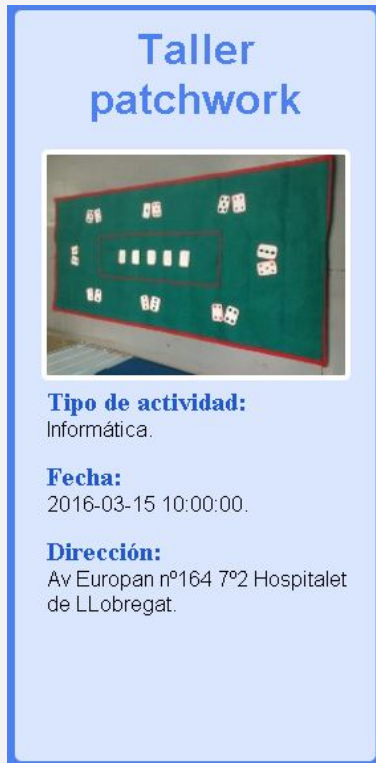 Taller
patchwork
Tipo de actividad:
Informática.
Fecha:
2016-03-15 10:00:00.
Dirección:
Av Europan nº164 7º2 Hospitalet
de LLobregat.